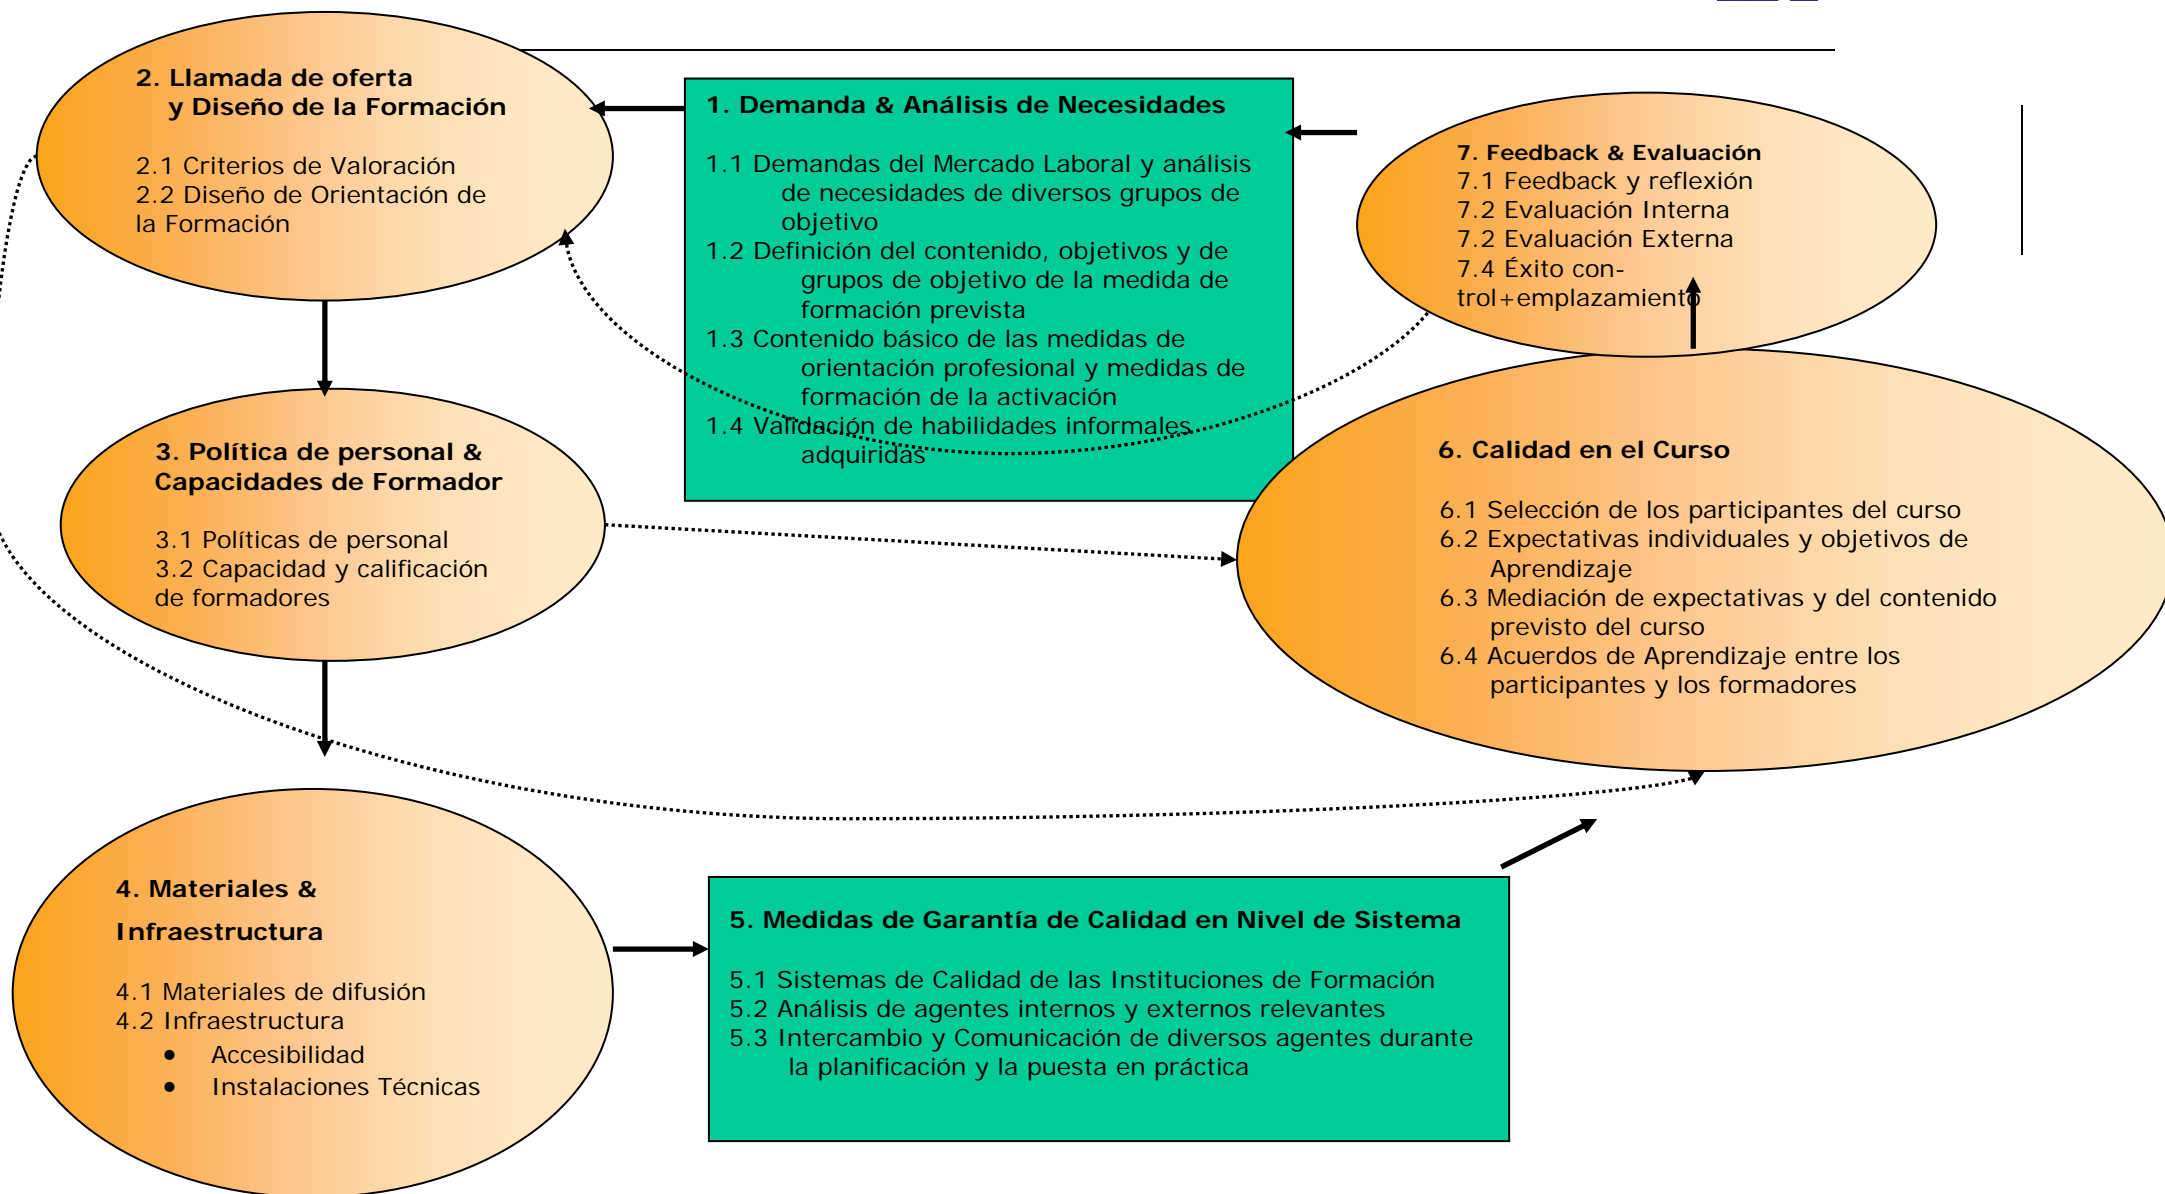 2. Llamada de oferta
y Diseño de la Formación
2.1 Criterios de Valoración
2.2 Diseño de Orientación de
la Formación
1. Demanda & Análisis de Necesidades
1.1 Demandas del Mercado Laboral y análisis
de necesidades de diversos grupos de
objetivo
1.2 Definición del contenido, objetivos y de
grupos de objetivo de la medida de
formación prevista
1.3 Contenido básico de las medidas de
orientación profesional y medidas de
formación de la activación
1.4 Validación de habilidades informales
adquiridas
7. Feedback & Evaluación
7.1 Feedback y reflexión
7.2 Evaluación Interna
7.2 Evaluación Externa
7.4 Éxito con-
trol+emplazamiento
3. Política de personal &
Capacidades de Formador
3.1 Políticas de personal
3.2 Capacidad y calificación
de formadores
6. Calidad en el Curso
6.1 Selección de los participantes del curso
6.2 Expectativas individuales y objetivos de
Aprendizaje
6.3 Mediación de expectativas y del contenido
previsto del curso
6.4 Acuerdos de Aprendizaje entre los
participantes y los formadores
4. Materiales &
Infraestructura
4.1 Materiales de difusión
4.2 Infraestructura
• Accesibilidad
• Instalaciones Técnicas
5. Medidas de Garantía de Calidad en Nivel de Sistema
5.1 Sistemas de Calidad de las Instituciones de Formación
5.2 Análisis de agentes internos y externos relevantes
5.3 Intercambio y Comunicación de diversos agentes durante
la planificación y la puesta en práctica